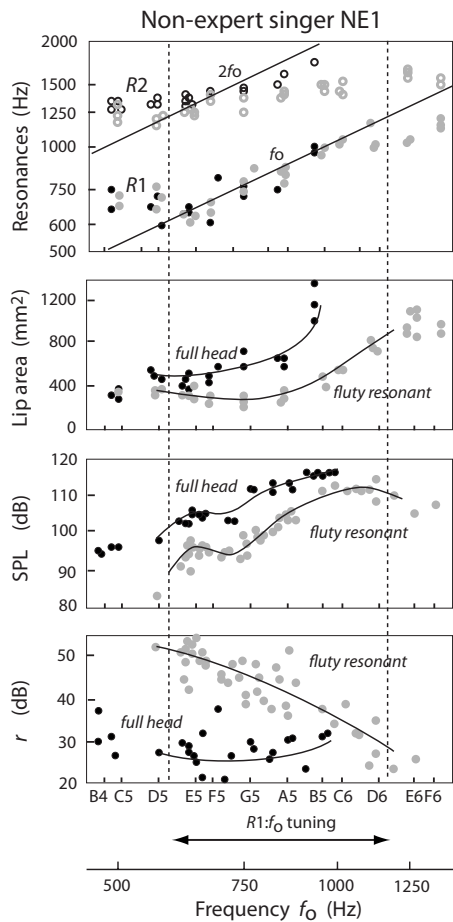 Non-expert singer NE1
Resonances (Hz)
2000
1500
1250
1000
750
600
500
R2
2fo
R1
fo
Lip area (mm²)
1200
800
400
0
full head
fluty resonant
SPL (dB)
120
110
100
90
80
full head
fluty resonant
r (dB)
50
40
30
20
fluty resonant
full head
B4 C5 D5 E5 F5 G5 A5 B5 C6 D6 E6 F6
R1:fo tuning
500 750 1000 1250
Frequency fo (Hz)